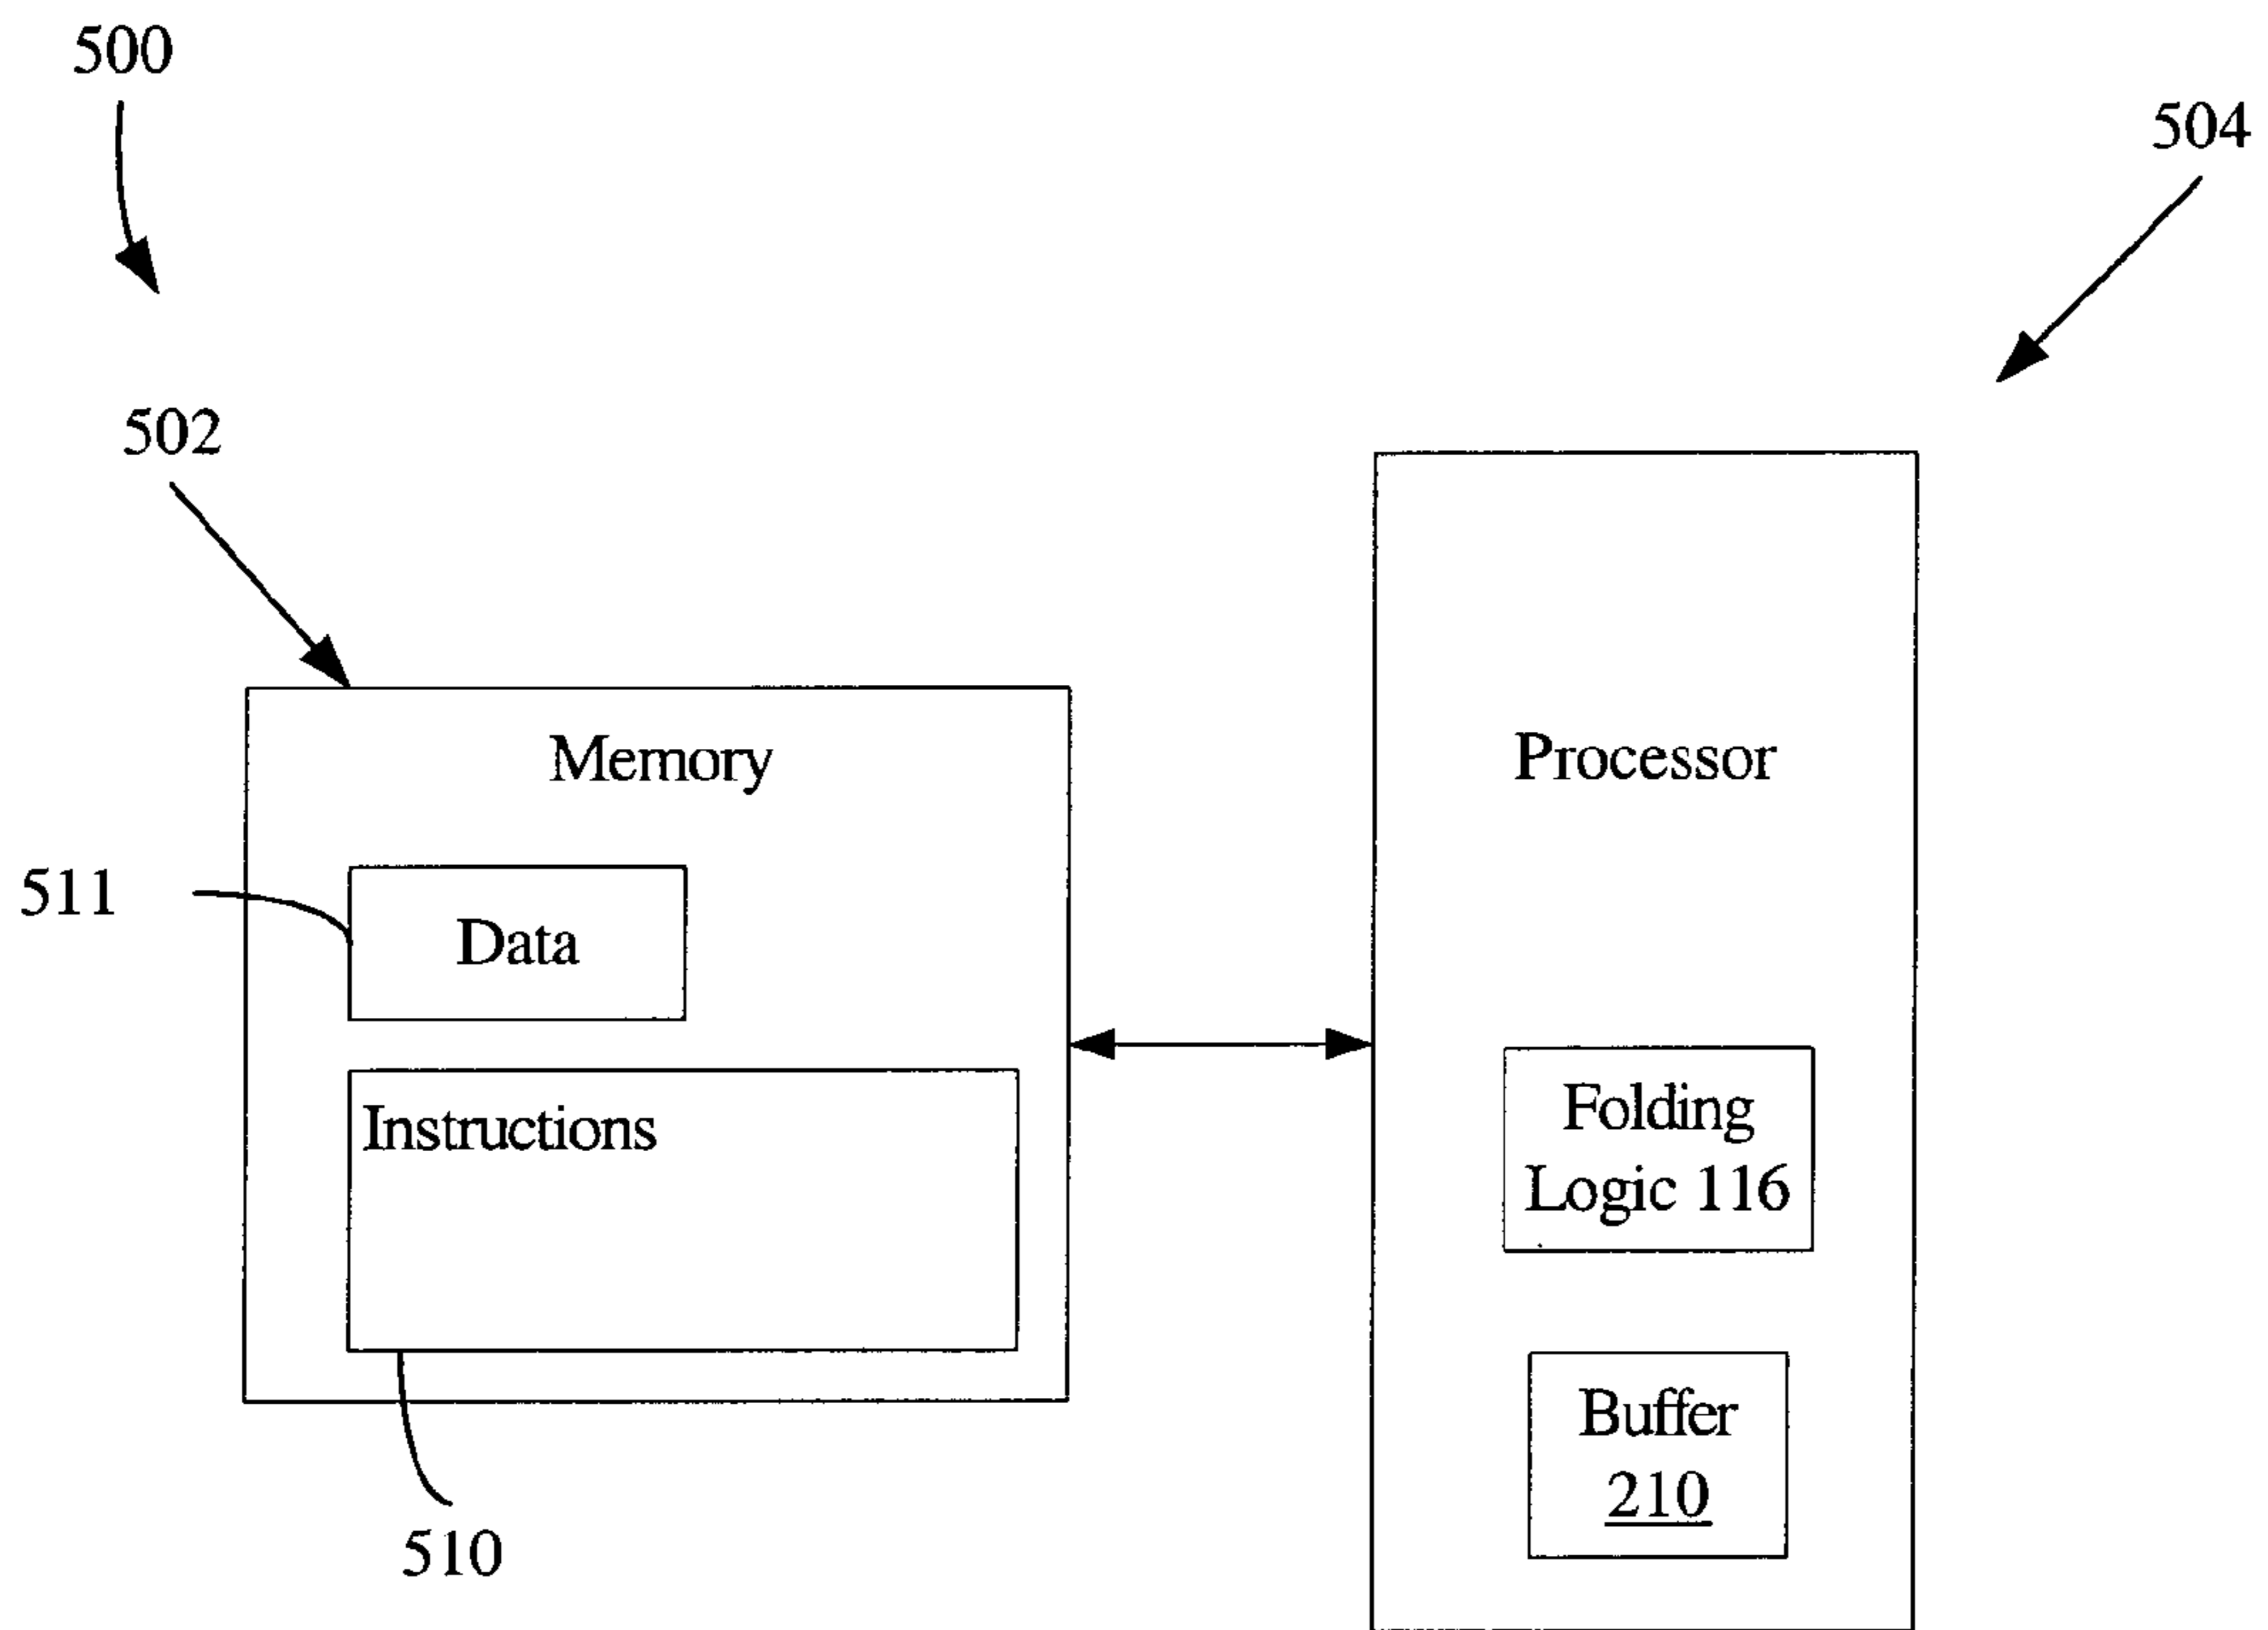 500
504
502
Memory
Processor
511
Data
Instructions
Folding
Logic 116
Buffer
210
510